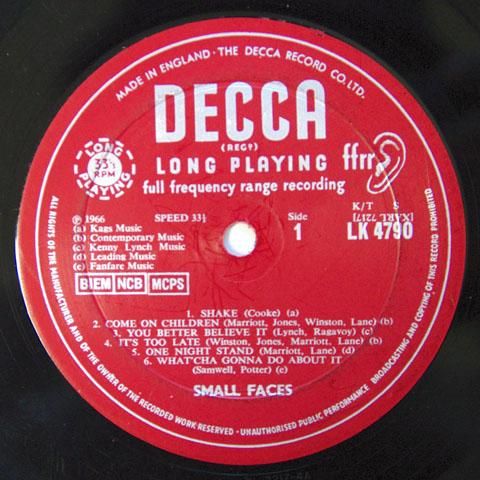 MADE IN ENGLAND · THE DECCA RECORD CO. LTD.
DECCA
(REGD)
LONG PLAYING ffrr
full frequency range recording
LONG 33⅓ RPM PLAYING
K/T S
℗ 1966 SPEED 33⅓ Side
(a) Kags Music
1 LK 4790
(b) Contemporary Music
(c) Kenny Lynch Music
(d) Leading Music
(e) Fanfare Music
BIEM NCB MCPS
1. SHAKE (Cooke) (a)
2. COME ON CHILDREN (Marriott, Jones, Winston, Lane) (b)
3. YOU BETTER BELIEVE IT (Lynch, Ragavoy) (c)
4. IT'S TOO LATE (Winston, Marriott, Jones, Lane) (b)
5. ONE NIGHT STAND (Marriott, Lane) (d)
6. WHAT'CHA GONNA DO ABOUT IT
(Samwell, Potter) (e)
SMALL FACES
ALL RIGHTS OF THE MANUFACTURER AND OF THE OWNER OF THE RECORDED WORK RESERVED · UNAUTHORISED PUBLIC PERFORMANCE BROADCASTING AND COPYING OF THIS RECORD PROHIBITED